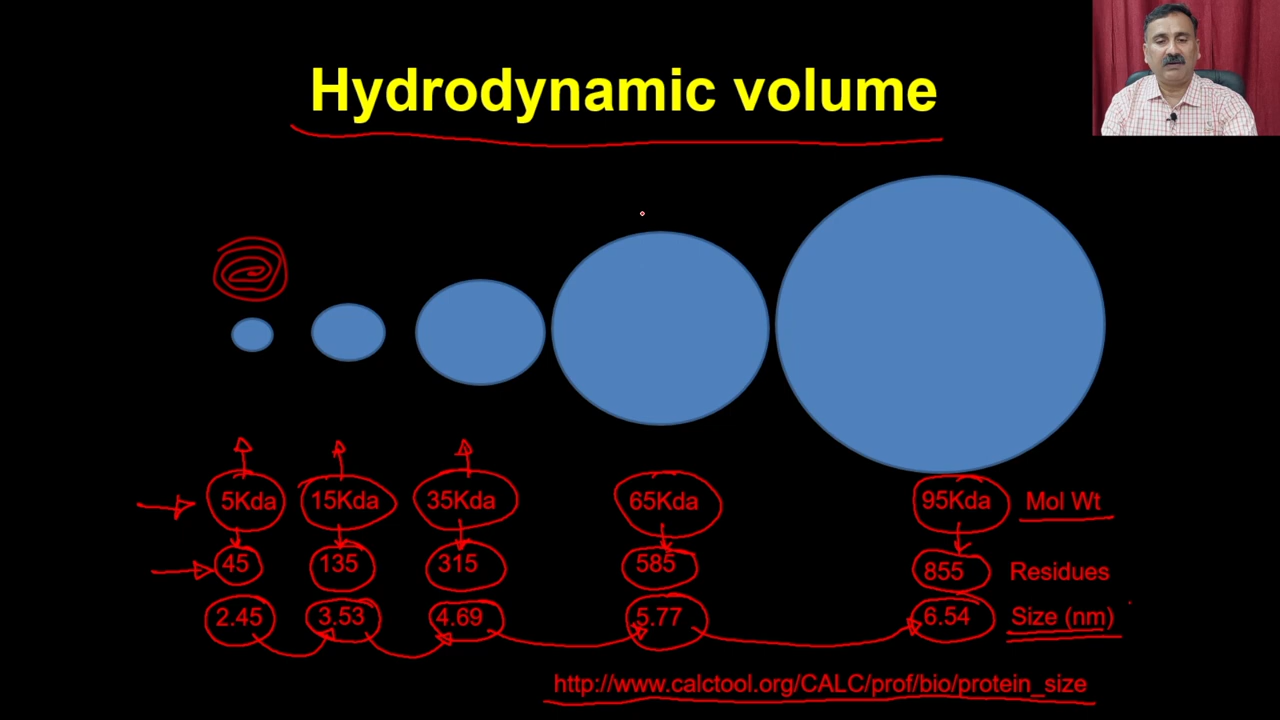 Hydrodynamic volume
5Kda 15Kda 35Kda 65Kda 95Kda Mol Wt
45 135 315 585 855 Residues
2.45 3.53 4.69 5.77 6.54 Size (nm)
http://www.calctool.org/CALC/prof/bio/protein_size